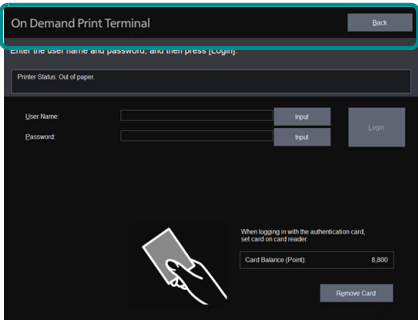 On Demand Print Terminal
Back
Enter the user name and password, and then press [Login].
Printer Status: Out of paper.
User Name:
Input
Login
Password:
Input
When logging in with the authentication card,
set card on card reader.
Card Balance (Point): 8,800
Remove Card